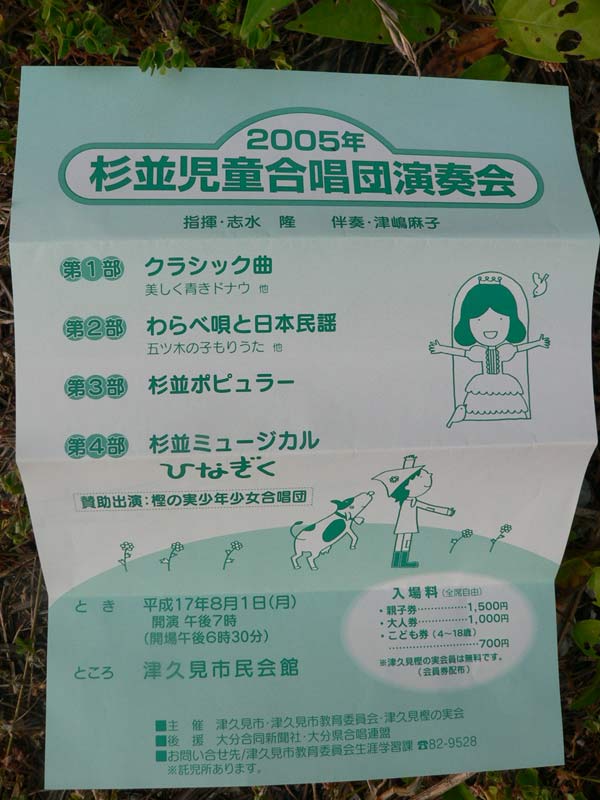 2005年
杉並児童合唱団演奏会
指揮・志水 隆 伴奏・津嶋麻子
第1部 クラシック曲
美しく青きドナウ 他
第2部 わらべ唄と日本民謡
五ツ木の子もりうた 他
第3部 杉並ポピュラー
第4部 杉並ミュージカル
ひなぎく
賛助出演：樫の実少年少女合唱団
とき 平成17年8月1日(月)
開演 午後7時
(開場午後6時30分)
ところ 津久見市民会館
入場料(全席自由)
・親子券……………1,500円
・大人券……………1,000円
・こども券(4〜18歳)
……………………700円
※津久見樫の実会員は無料です。
(会員券配布)
■主 催 津久見市・津久見市教育委員会・津久見樫の実会
■後 援 大分合同新聞社・大分県合唱連盟
■お問い合せ先/津久見市教育委員会生涯学習課 ☎82-9528
※託児所あります。